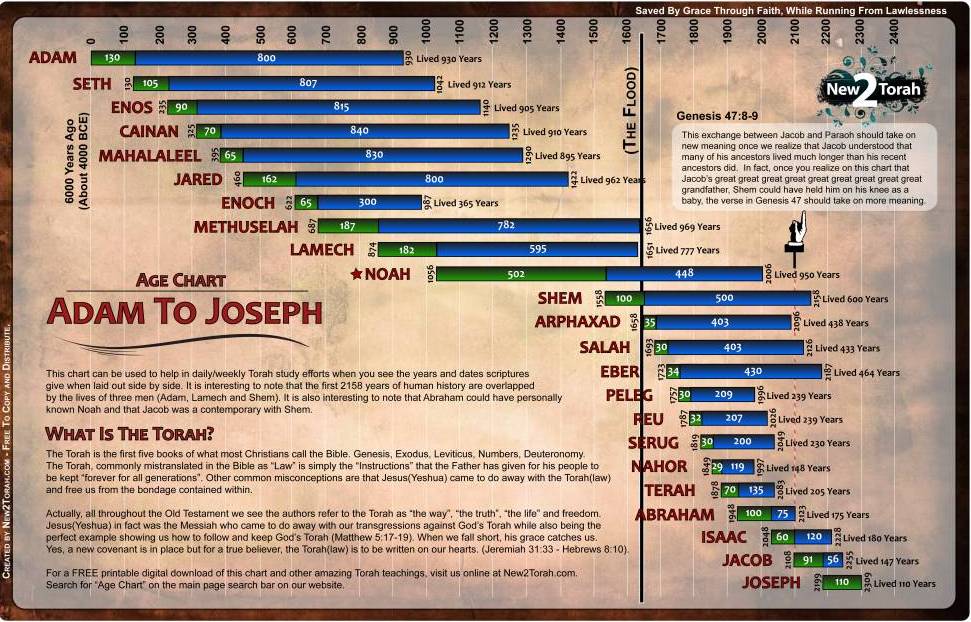 Saved By Grace Through Faith, While Running From Lawlessness
0 100 200 300 400 500 600 700 800 900 1000 1100 1200 1300 1400 1500 1600 1700 1800 1900 2000 2100 2200 2300 2400
ADAM 130 800 930 Lived 930 Years
SETH 130 105 807 1042 Lived 912 Years
ENOS 235 90 815 1140 Lived 905 Years
CAINAN 325 70 840 1235 Lived 910 Years
MAHALALEEL 395 65 830 1290 Lived 895 Years
JARED 460 162 800 1422 Lived 962 Years
ENOCH 622 65 300 987 Lived 365 Years
METHUSELAH 687 187 782 1656 Lived 969 Years
LAMECH 874 182 595 1651 Lived 777 Years
NOAH 1056 502 448 2006 Lived 950 Years
SHEM 1558 100 500 2158 Lived 600 Years
ARPHAXAD 1658 35 403 2096 Lived 438 Years
SALAH 1693 30 403 2126 Lived 433 Years
EBER 1723 34 430 2187 Lived 464 Years
PELEG 1757 30 209 1996 Lived 239 Years
REU 1787 32 207 2026 Lived 239 Years
SERUG 1819 30 200 2049 Lived 230 Years
NAHOR 1849 29 119 1997 Lived 148 Years
TERAH 1878 70 135 2083 Lived 205 Years
ABRAHAM 1948 100 75 2123 Lived 175 Years
ISAAC 2048 60 120 2228 Lived 180 Years
JACOB 2108 91 56 2255 Lived 147 Years
JOSEPH 2199 110 2309 Lived 110 Years
6000 Years Ago
(About 4000 BCE)
(THE FLOOD)
New2Torah
Genesis 47:8-9
This exchange between Jacob and Paraoh should take on
new meaning once we realize that Jacob understood that
many of his ancestors lived much longer than his recent
ancestors did. In fact, once you realize on this chart that
Jacob's great great great great great great great great
grandfather, Shem could have held him on his knee as a
baby, the verse in Genesis 47 should take on more meaning.
AGE CHART
ADAM TO JOSEPH
This chart can be used to help in daily/weekly Torah study efforts when you see the years and dates scriptures
give when laid out side by side. It is interesting to note that the first 2158 years of human history are overlapped
by the lives of three men (Adam, Lamech and Shem). It is also interesting to note that Abraham could have personally
known Noah and that Jacob was a contemporary with Shem.
WHAT IS THE TORAH?
The Torah is the first five books of what most Christians call the Bible. Genesis, Exodus, Leviticus, Numbers, Deuteronomy.
The Torah, commonly mistranslated in the Bible as "Law" is simply the "Instructions" that the Father has given for his people to
be kept "forever for all generations". Other common misconceptions are that Jesus(Yeshua) came to do away with the Torah(law)
and free us from the bondage contained within.
Actually, all throughout the Old Testament we see the authors refer to the Torah as "the way", "the truth", "the life" and freedom.
Jesus(Yeshua) in fact was the Messiah who came to do away with our transgressions against God's Torah while also being the
perfect example showing us how to follow and keep God's Torah (Matthew 5:17-19). When we fall short, his grace catches us.
Yes, a new covenant is in place but for a true believer, the Torah(law) is to be written on our hearts. (Jeremiah 31:33 - Hebrews 8:10).
For a FREE printable digital download of this chart and other amazing Torah teachings, visit us online at New2Torah.com.
Search for "Age Chart" on the main page search bar on our website.
CREATED BY NEW2TORAH.COM - FREE TO COPY AND DISTRIBUTE.